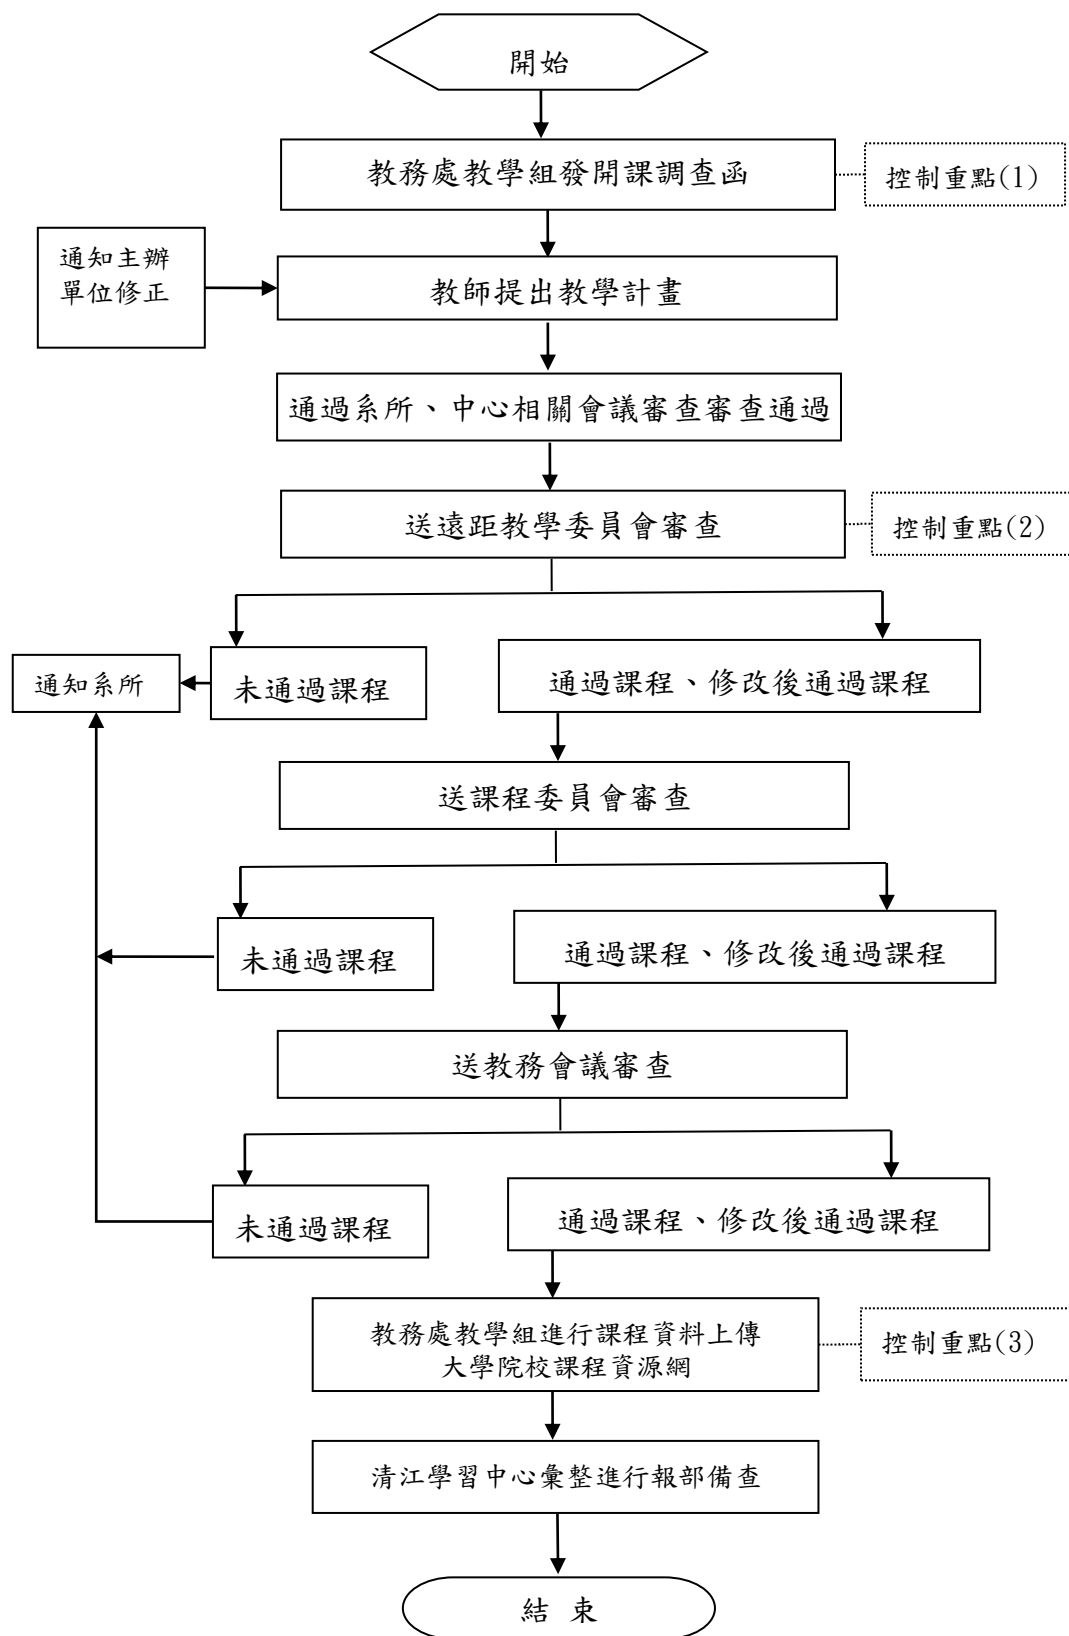 開始
教務處教學組發開課調查函
控制重點(1)
通知主辦
單位修正
教師提出教學計畫
通過系所、中心相關會議審查審查通過
送遠距教學委員會審查
控制重點(2)
通知系所
未通過課程
通過課程、修改後通過課程
送課程委員會審查
未通過課程
通過課程、修改後通過課程
送教務會議審查
未通過課程
通過課程、修改後通過課程
教務處教學組進行課程資料上傳
大學院校課程資源網
控制重點(3)
清江學習中心彙整進行報部備查
結 束